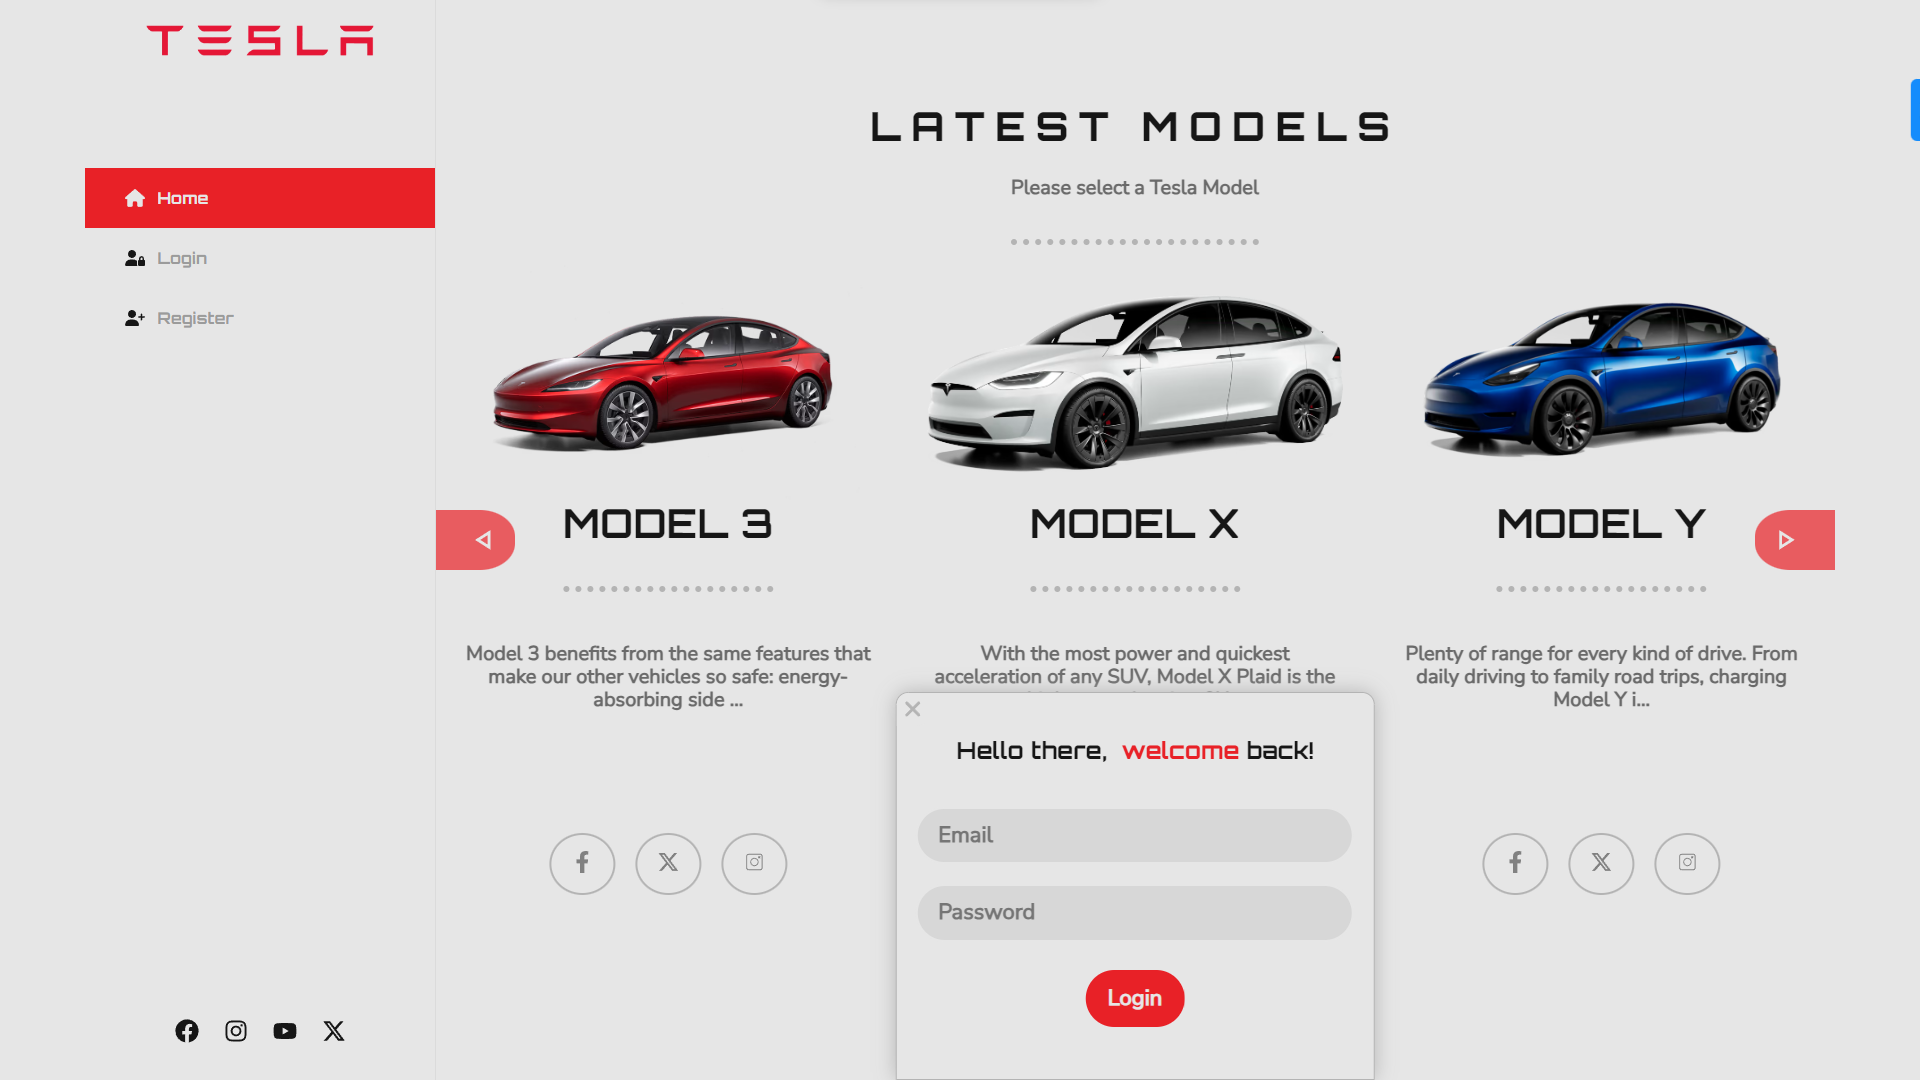 TESLA
Home
Login
Register
LATEST MODELS
Please select a Tesla Model
MODEL 3
Model 3 benefits from the same features that
make our other vehicles so safe: energy-
absorbing side ...
MODEL X
With the most power and quickest
acceleration of any SUV, Model X Plaid is the
MODEL Y
Plenty of range for every kind of drive. From
daily driving to family road trips, charging
Model Y i...
Hello there, welcome back!
Email
Password
Login